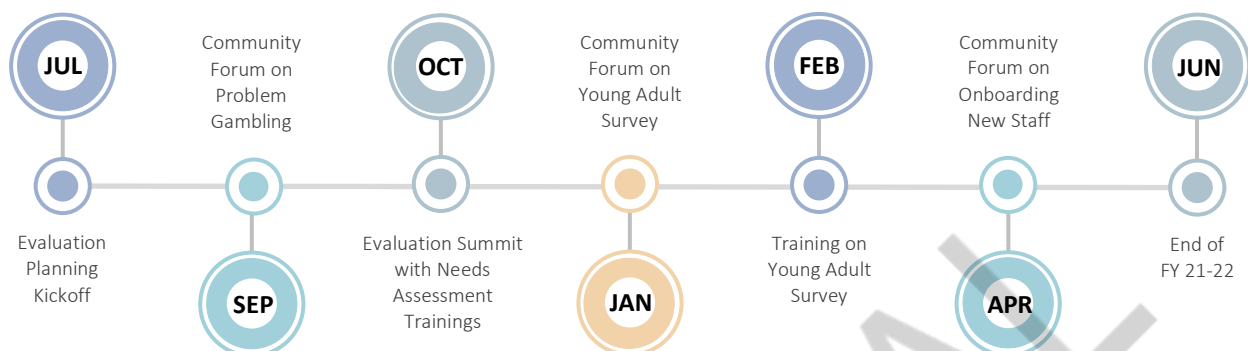 JUL
Evaluation
Planning
Kickoff
Community
Forum on
Problem
Gambling
SEP
OCT
Evaluation Summit
with Needs
Assessment
Trainings
Community
Forum on
Young Adult
Survey
JAN
FEB
Training on
Young Adult
Survey
Community
Forum on
Onboarding
New Staff
APR
JUN
End of
FY 21-22